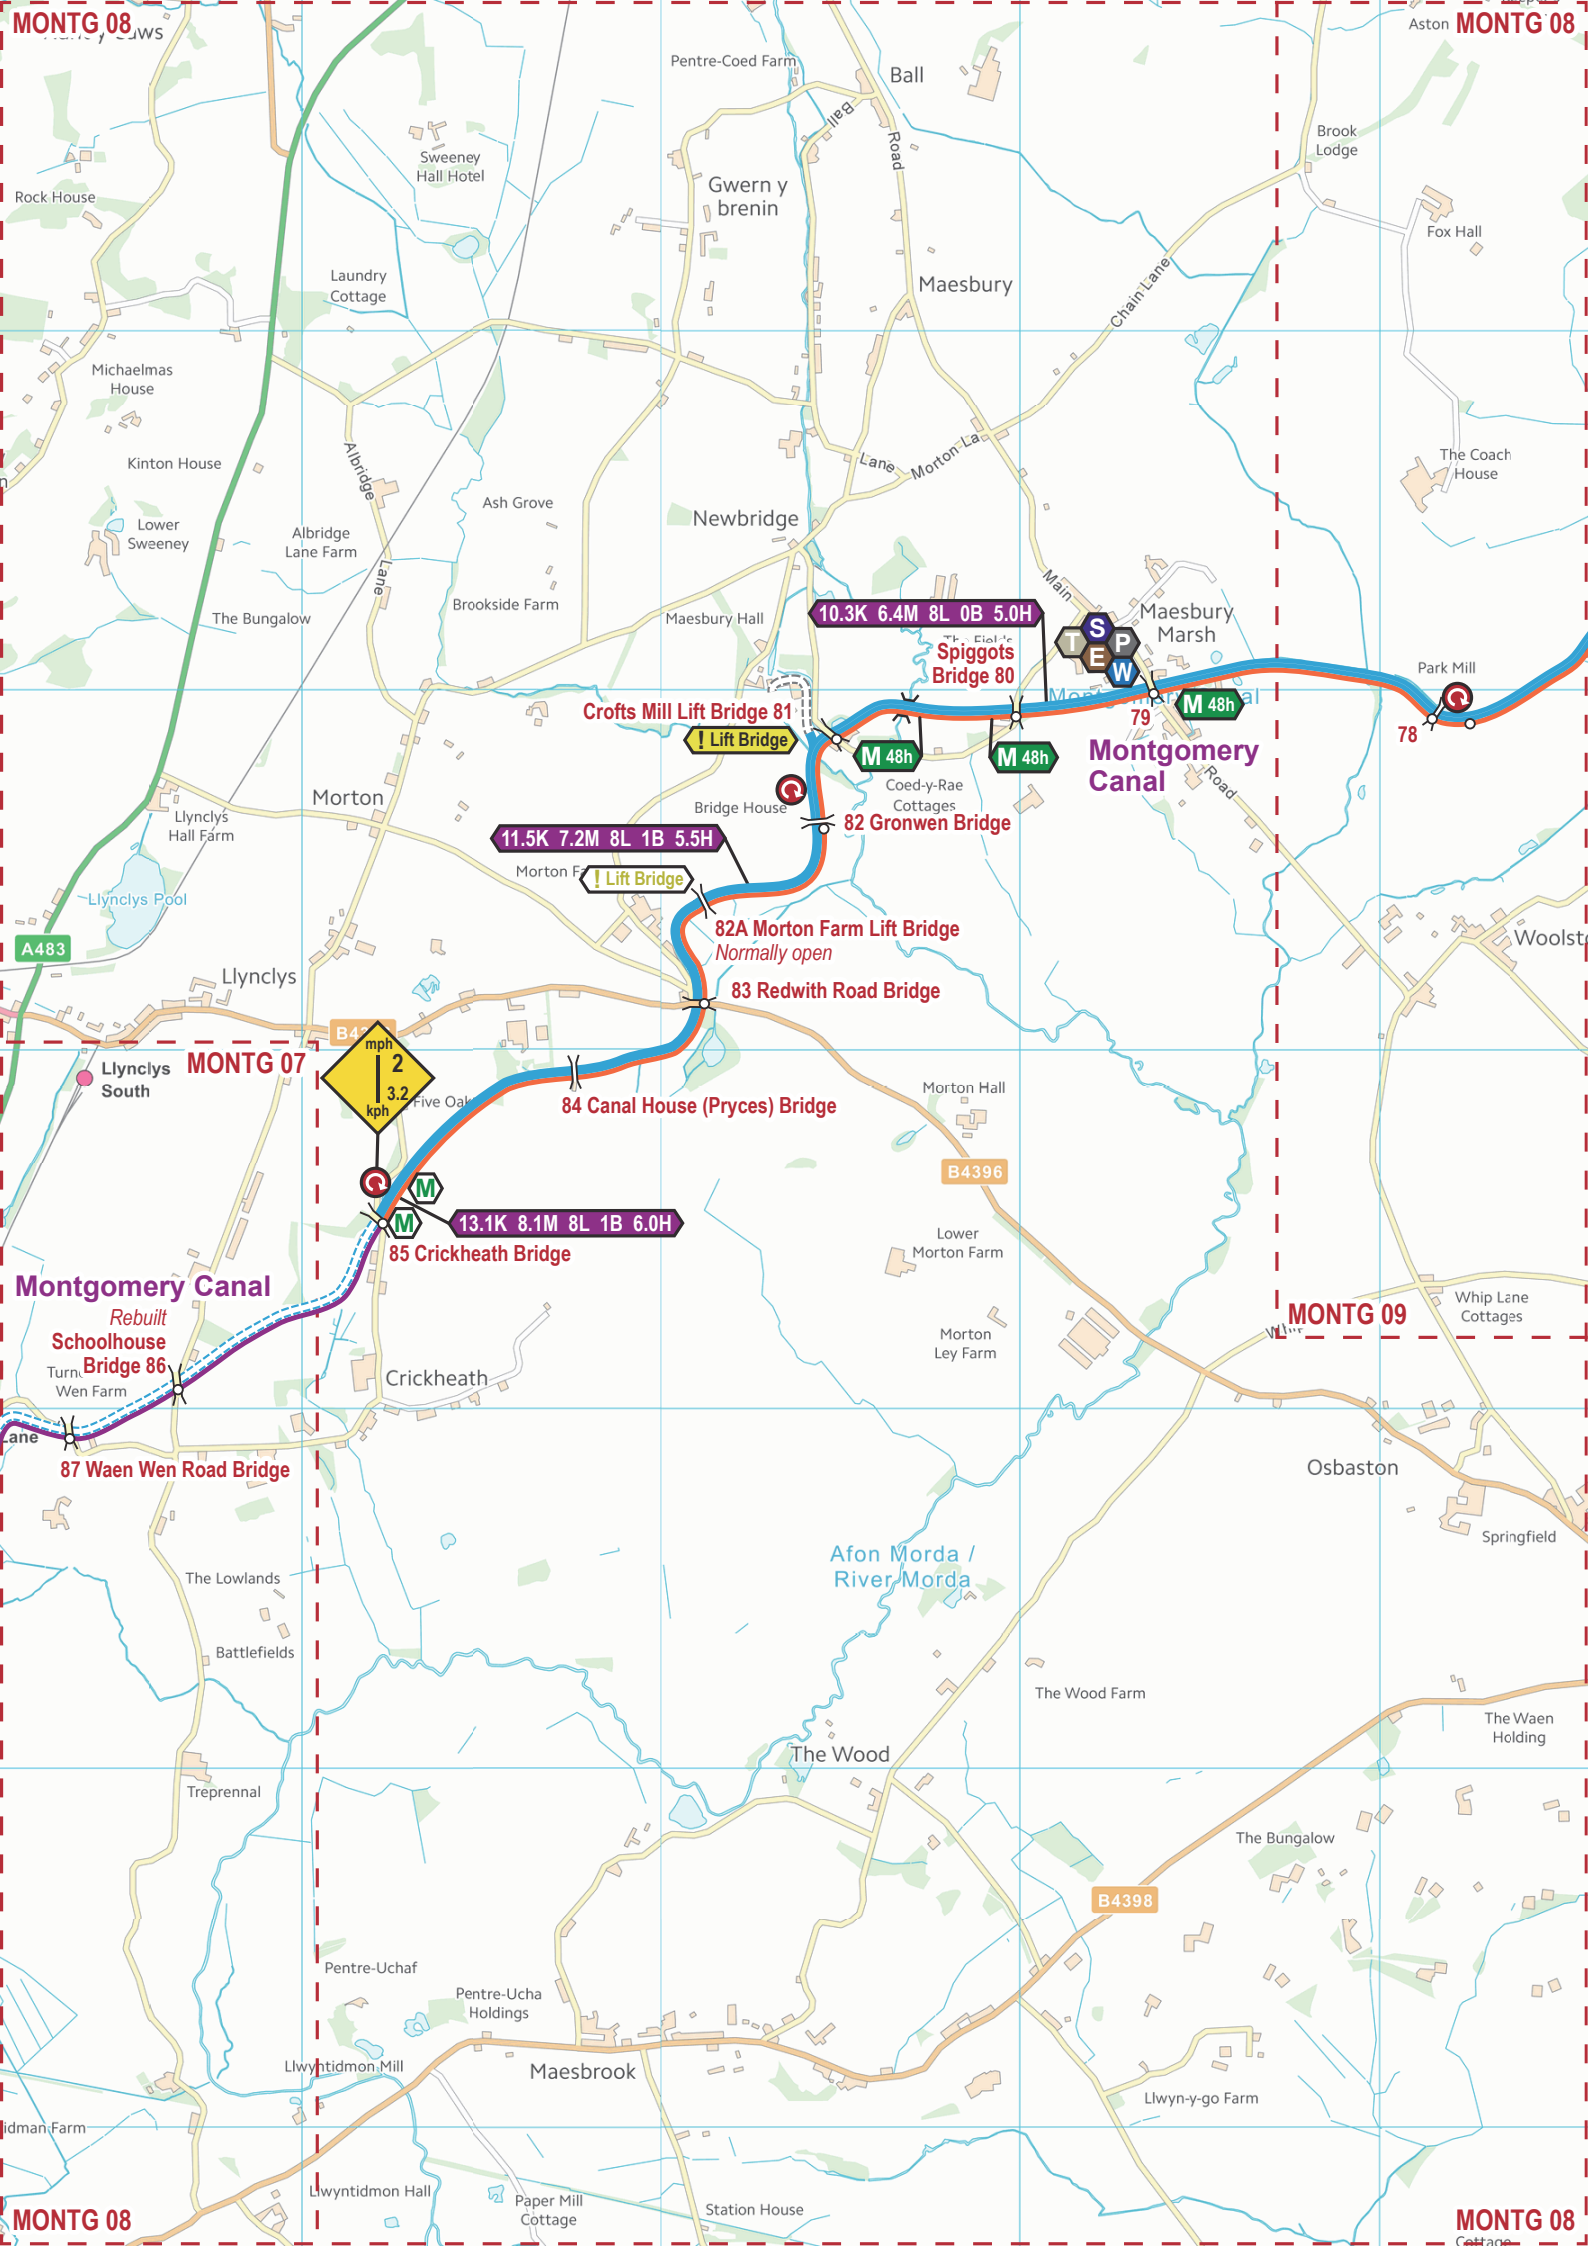 MONTG 08
MONTG 08
Aston
Pentre-Coed Farm
Ball
Ball
Road
Brook
Lodge
Sweeney
Hall Hotel
Rock House
Gwern y
brenin
Fox Hall
Laundry
Cottage
Maesbury
Chain Lane
Michaelmas
House
Kinton House
Albridge
Lane
Morton La
The Coach
House
Ash Grove
Newbridge
Lower
Sweeney
Albridge
Lane Farm
Lane
Main
Brookside Farm
The Bungalow
Maesbury Hall
10.3K 6.4M 8L 0B 5.0H
The Fields
Maesbury
Marsh
S
T
P
E
W
Spiggots
Bridge 80
Park Mill
Crofts Mill Lift Bridge 81
! Lift Bridge
79
M 48h
78
M 48h
M 48h
Montgomery
Canal
Road
Coed-y-Rae
Cottages
Bridge House
Morton
Llynclys
Hall Farm
82 Gronwen Bridge
11.5K 7.2M 8L 1B 5.5H
! Lift Bridge
Llynclys Pool
82A Morton Farm Lift Bridge
Normally open
A483
Llynclys
83 Redwith Road Bridge
MONTG 07
Llynclys
South
mph
2
3.2
kph
84 Canal House (Pryces) Bridge
Morton Hall
B4396
M
M
13.1K 8.1M 8L 1B 6.0H
85 Crickheath Bridge
Lower
Morton Farm
Montgomery Canal
Rebuilt
Schoolhouse
Bridge 86
Wen Farm
Whip Lane
Cottages
MONTG 09
Morton
Ley Farm
Crickheath
Lane
87 Waen Wen Road Bridge
Osbaston
Springfield
Afon Morda /
River Morda
The Lowlands
Battlefields
The Wood Farm
The Waen
Holding
The Wood
Treprennal
The Bungalow
B4398
Pentre-Uchaf
Pentre-Ucha
Holdings
Llwyntidmon Mill
Maesbrook
Llwyn-y-go Farm
idman Farm
Llwyntidmon Hall
Paper Mill
Cottage
Station House
MONTG 08
MONTG 08